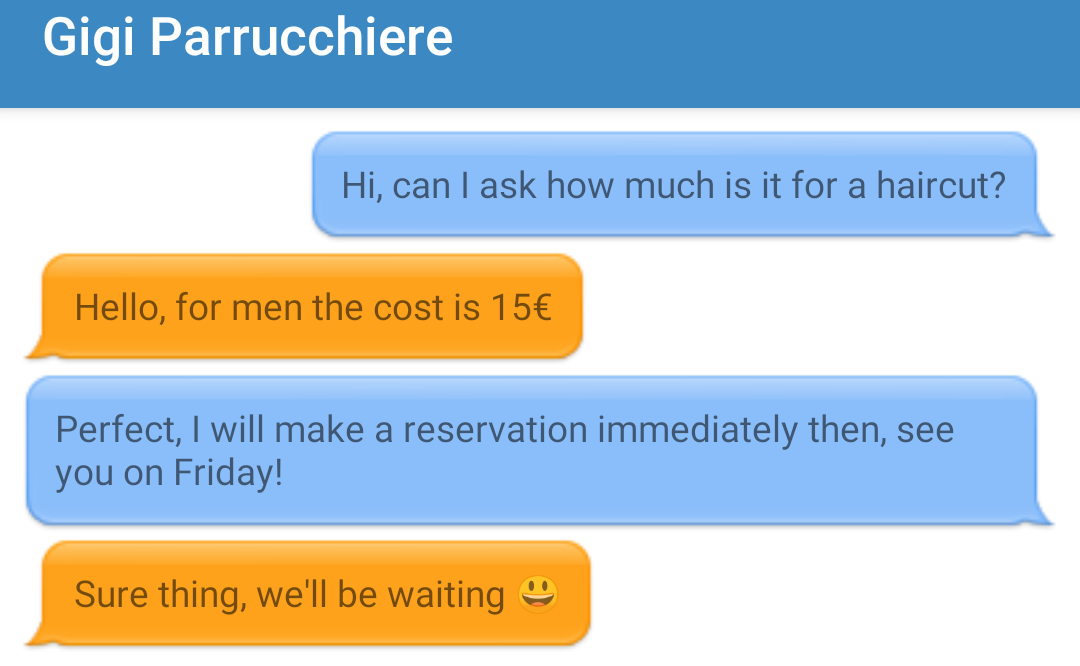 Gigi Parrucchiere
Hi, can I ask how much is it for a haircut?
Hello, for men the cost is 15€
Perfect, I will make a reservation immediately then, see
you on Friday!
Sure thing, we'll be waiting 😃